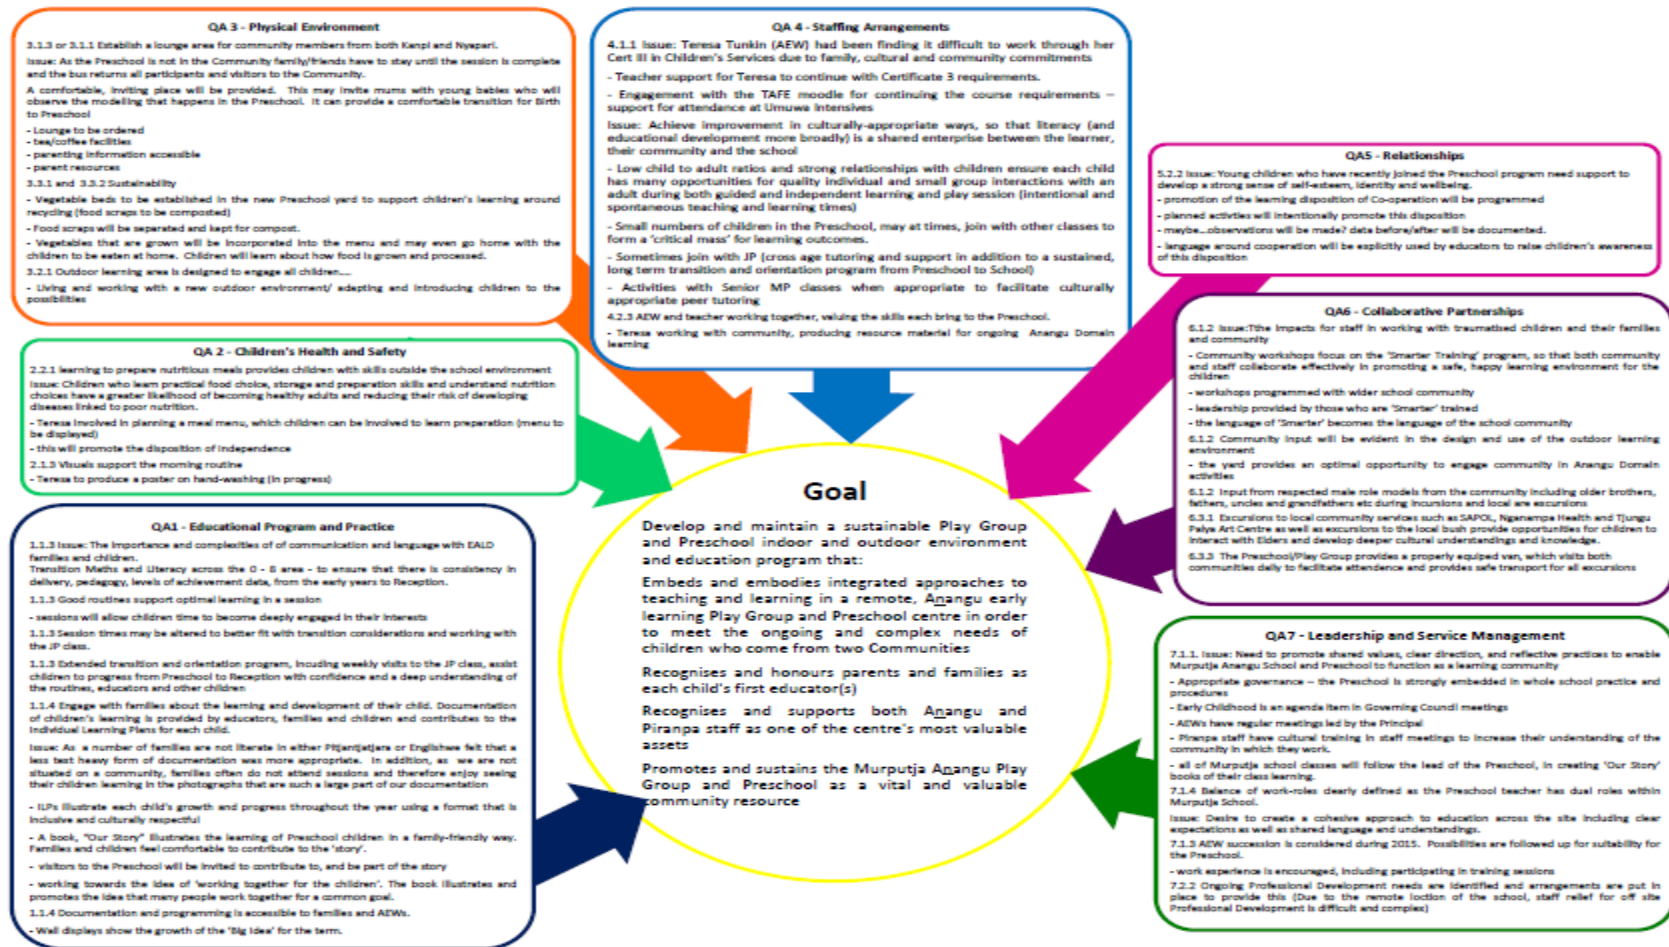 QA 3 - Physical Environment
3.1.3 or 3.1.1 Establish a lounge area for community members from both Kanpi and Nyapari.
Issue: As the Preschool is not in the Community family/friends have to stay until the session is complete
and the bus returns all participants and visitors to the Community.
A comfortable, inviting place will be provided. This may invite mums with young babies who will
observe the modelling that happens in the Preschool. It can provide a comfortable transition for Birth
to Preschool
- Lounge to be ordered
- tea/coffee facilities
- parenting information accessible
- parent resources
3.3.1 and 3.3.2 Sustainability
- Vegetable beds to be established in the new Preschool yard to support children's learning around
recycling (food scraps to be composted)
- Food scraps will be separated and kept for compost.
- Vegetables that are grown will be incorporated into the menu and may even go home with the
children to be eaten at home. Children will learn about how food is grown and processed.
3.2.1 Outdoor learning area is designed to engage all children....
- Living and working with a new outdoor environment/ adapting and introducing children to the
possibilities
QA 4 - Staffing Arrangements
4.1.1 Issue: Teresa Tunkin (AEW) had been finding it difficult to work through her
Cert III in Children's Services due to family, cultural and community commitments
- Teacher support for Teresa to continue with Certificate 3 requirements.
- Engagement with the TAFE moodle for continuing the course requirements –
support for attendance at Umuwa Intensives
Issue: Achieve improvement in culturally-appropriate ways, so that literacy (and
educational development more broadly) is a shared enterprise between the learner,
their community and the school
- Low child to adult ratios and strong relationships with children ensure each child
has many opportunities for quality individual and small group interactions with an
adult during both guided and independent learning and play session (intentional and
spontaneous teaching and learning times)
- Small numbers of children in the Preschool, may at times, join with other classes to
form a 'critical mass' for learning outcomes.
- Sometimes join with JP (cross age tutoring and support in addition to a sustained,
long term transition and orientation program from Preschool to School)
- Activities with Senior MP classes when appropriate to facilitate culturally
appropriate peer tutoring
4.2.3 AEW and teacher working together, valuing the skills each bring to the Preschool.
- Teresa working with community, producing resource material for ongoing Anangu Domain
learning
QA5 - Relationships
5.2.2 Issue: Young children who have recently joined the Preschool program need support to
develop a strong sense of self-esteem, identity and wellbeing.
- promotion of the learning disposition of Co-operation will be programmed
- planned activties will intentionally promote this disposition
- maybe...observations will be made? data before/after will be documented.
- language around cooperation will be explicitly used by educators to raise children's awareness
of this disposition
QA 2 - Children's Health and Safety
2.2.1 learning to prepare nutritious meals provides children with skills outside the school environment
Issue: Children who learn practical food choice, storage and preparation skills and understand nutrition
choices have a greater likelihood of becoming healthy adults and reducing their risk of developing
diseases linked to poor nutrition.
- Teresa involved in planning a meal menu, which children can be involved to learn preparation (menu to
be displayed)
- this will promote the disposition of independence
2.1.3 Visuals support the morning routine
- Teresa to produce a poster on hand-washing (in progress)
QA6 - Collaborative Partnerships
6.1.2 Issue:Tthe impacts for staff in working with traumatised children and their families
and community
- Community workshops focus on the 'Smarter Training' program, so that both community
and staff collaborate effectively in promoting a safe, happy learning environment for the
children
- workshops programmed with wider school community
- leadership provided by those who are 'Smarter' trained
- the language of 'Smarter' becomes the language of the school community
6.1.2 Community input will be evident in the design and use of the outdoor learning
environment
- the yard provides an optimal opportunity to engage community in Anangu Domain
activities
6.1.2 Input from respected male role models from the community including older brothers,
fathers, uncles and grandfathers etc during incursions and local are excursions
6.3.1 Excursions to local community services such as SAPOL, Nganampa Health and Tjungu
Palya Art Centre as well as excursions to the local bush provide opportunities for children to
interact with Elders and develop deeper cultural understandings and knowledge.
6.3.3 The Preschool/Play Group provides a properly equiped van, which visits both
communities daily to facilitate attendence and provides safe transport for all excursions
QA1 - Educational Program and Practice
1.1.3 Issue: The importance and complexities of of communication and language with EALD
families and children.
Transition Maths and Literacy across the 0 - 8 area - to ensure that there is consistency in
delivery, pedagogy, levels of achievement data, from the early years to Reception.
1.1.3 Good routines support optimal learning in a session
- sessions will allow children time to become deeply engaged in their interests
1.1.3 Session times may be altered to better fit with transition considerations and working with
the JP class.
1.1.3 Extended transition and orientation program, incuding weekly visits to the JP class, assist
children to progress from Preschool to Reception with confidence and a deep understanding of
the routines, educators and other children
1.1.4 Engage with families about the learning and development of their child. Documentation
of children's learning is provided by educators, families and children and contributes to the
Individual Learning Plans for each child.
Issue: As a number of families are not literate in either Pitjantjatjara or Englishwe felt that a
less text heavy form of documentation was more appropriate. In addition, as we are not
situated on a community, families often do not attend sessions and therefore enjoy seeing
their children learning in the photographs that are such a large part of our documentation
- ILPs illustrate each child's growth and progress throughout the year using a format that is
inclusive and culturally respectful
- A book, "Our Story" illustrates the learning of Preschool children in a family-friendly way.
Families and children feel comfortable to contribute to the 'story'.
- visitors to the Preschool will be invited to contribute to, and be part of the story
- working towards the idea of 'working together for the children'. The book illustrates and
promotes the idea that many people work together for a common goal.
1.1.4 Documentation and programming is accessible to families and AEWs.
- Wall displays show the growth of the 'Big Idea' for the term.
Goal
Develop and maintain a sustainable Play Group
and Preschool indoor and outdoor environment
and education program that:
Embeds and embodies integrated approaches to
teaching and learning in a remote, Anangu early
learning Play Group and Preschool centre in order
to meet the ongoing and complex needs of
children who come from two Communities
Recognises and honours parents and families as
each child's first educator(s)
Recognises and supports both Anangu and
Piranpa staff as one of the centre's most valuable
assets
Promotes and sustains the Murputja Anangu Play
Group and Preschool as a vital and valuable
community resource
QA7 - Leadership and Service Management
7.1.1. Issue: Need to promote shared values, clear direction, and reflective practices to enable
Murputja Anangu School and Preschool to function as a learning community
- Appropriate governance – the Preschool is strongly embedded in whole school practice and
procedures
- Early Childhood is an agenda item in Governing Council meetings
- AEWs have regular meetings led by the Principal
- Piranpa staff have cultural training in staff meetings to increase their understanding of the
community in which they work.
- all of Murputja school classes will follow the lead of the Preschool, in creating 'Our Story'
books of their class learning.
7.1.4 Balance of work-roles clearly defined as the Preschool teacher has dual roles within
Murputja School.
Issue: Desire to create a cohesive approach to education across the site including clear
expectations as well as shared language and understandings.
7.1.3 AEW succession is considered during 2015. Possibilities are followed up for suitability for
the Preschool.
- work experience is encouraged, including participating in training sessions
7.2.2 Ongoing Professional Development needs are identified and arrangements are put in
place to provide this (Due to the remote loction of the school, staff relief for off site
Professional Development is difficult and complex)